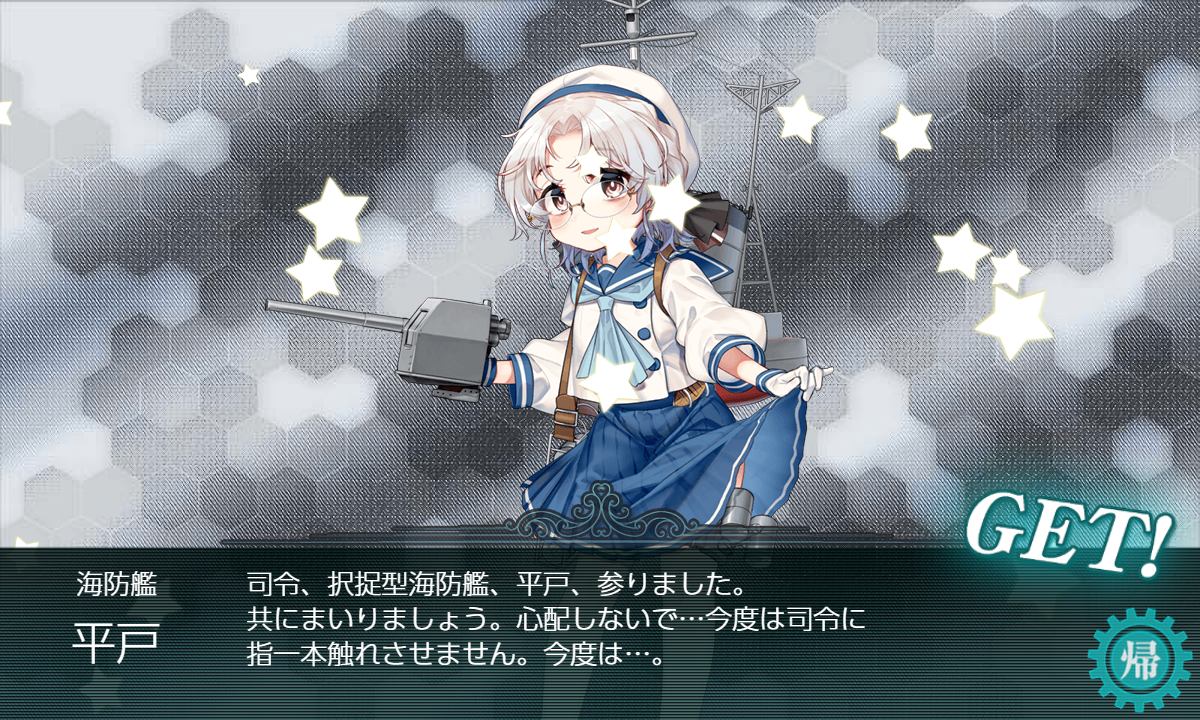 GET!
海防艦
平戸
司令、択捉型海防艦、平戸、参りました。
共にまいりましょう。心配しないで…今度は司令に
指一本触れさせません。今度は…。
帰